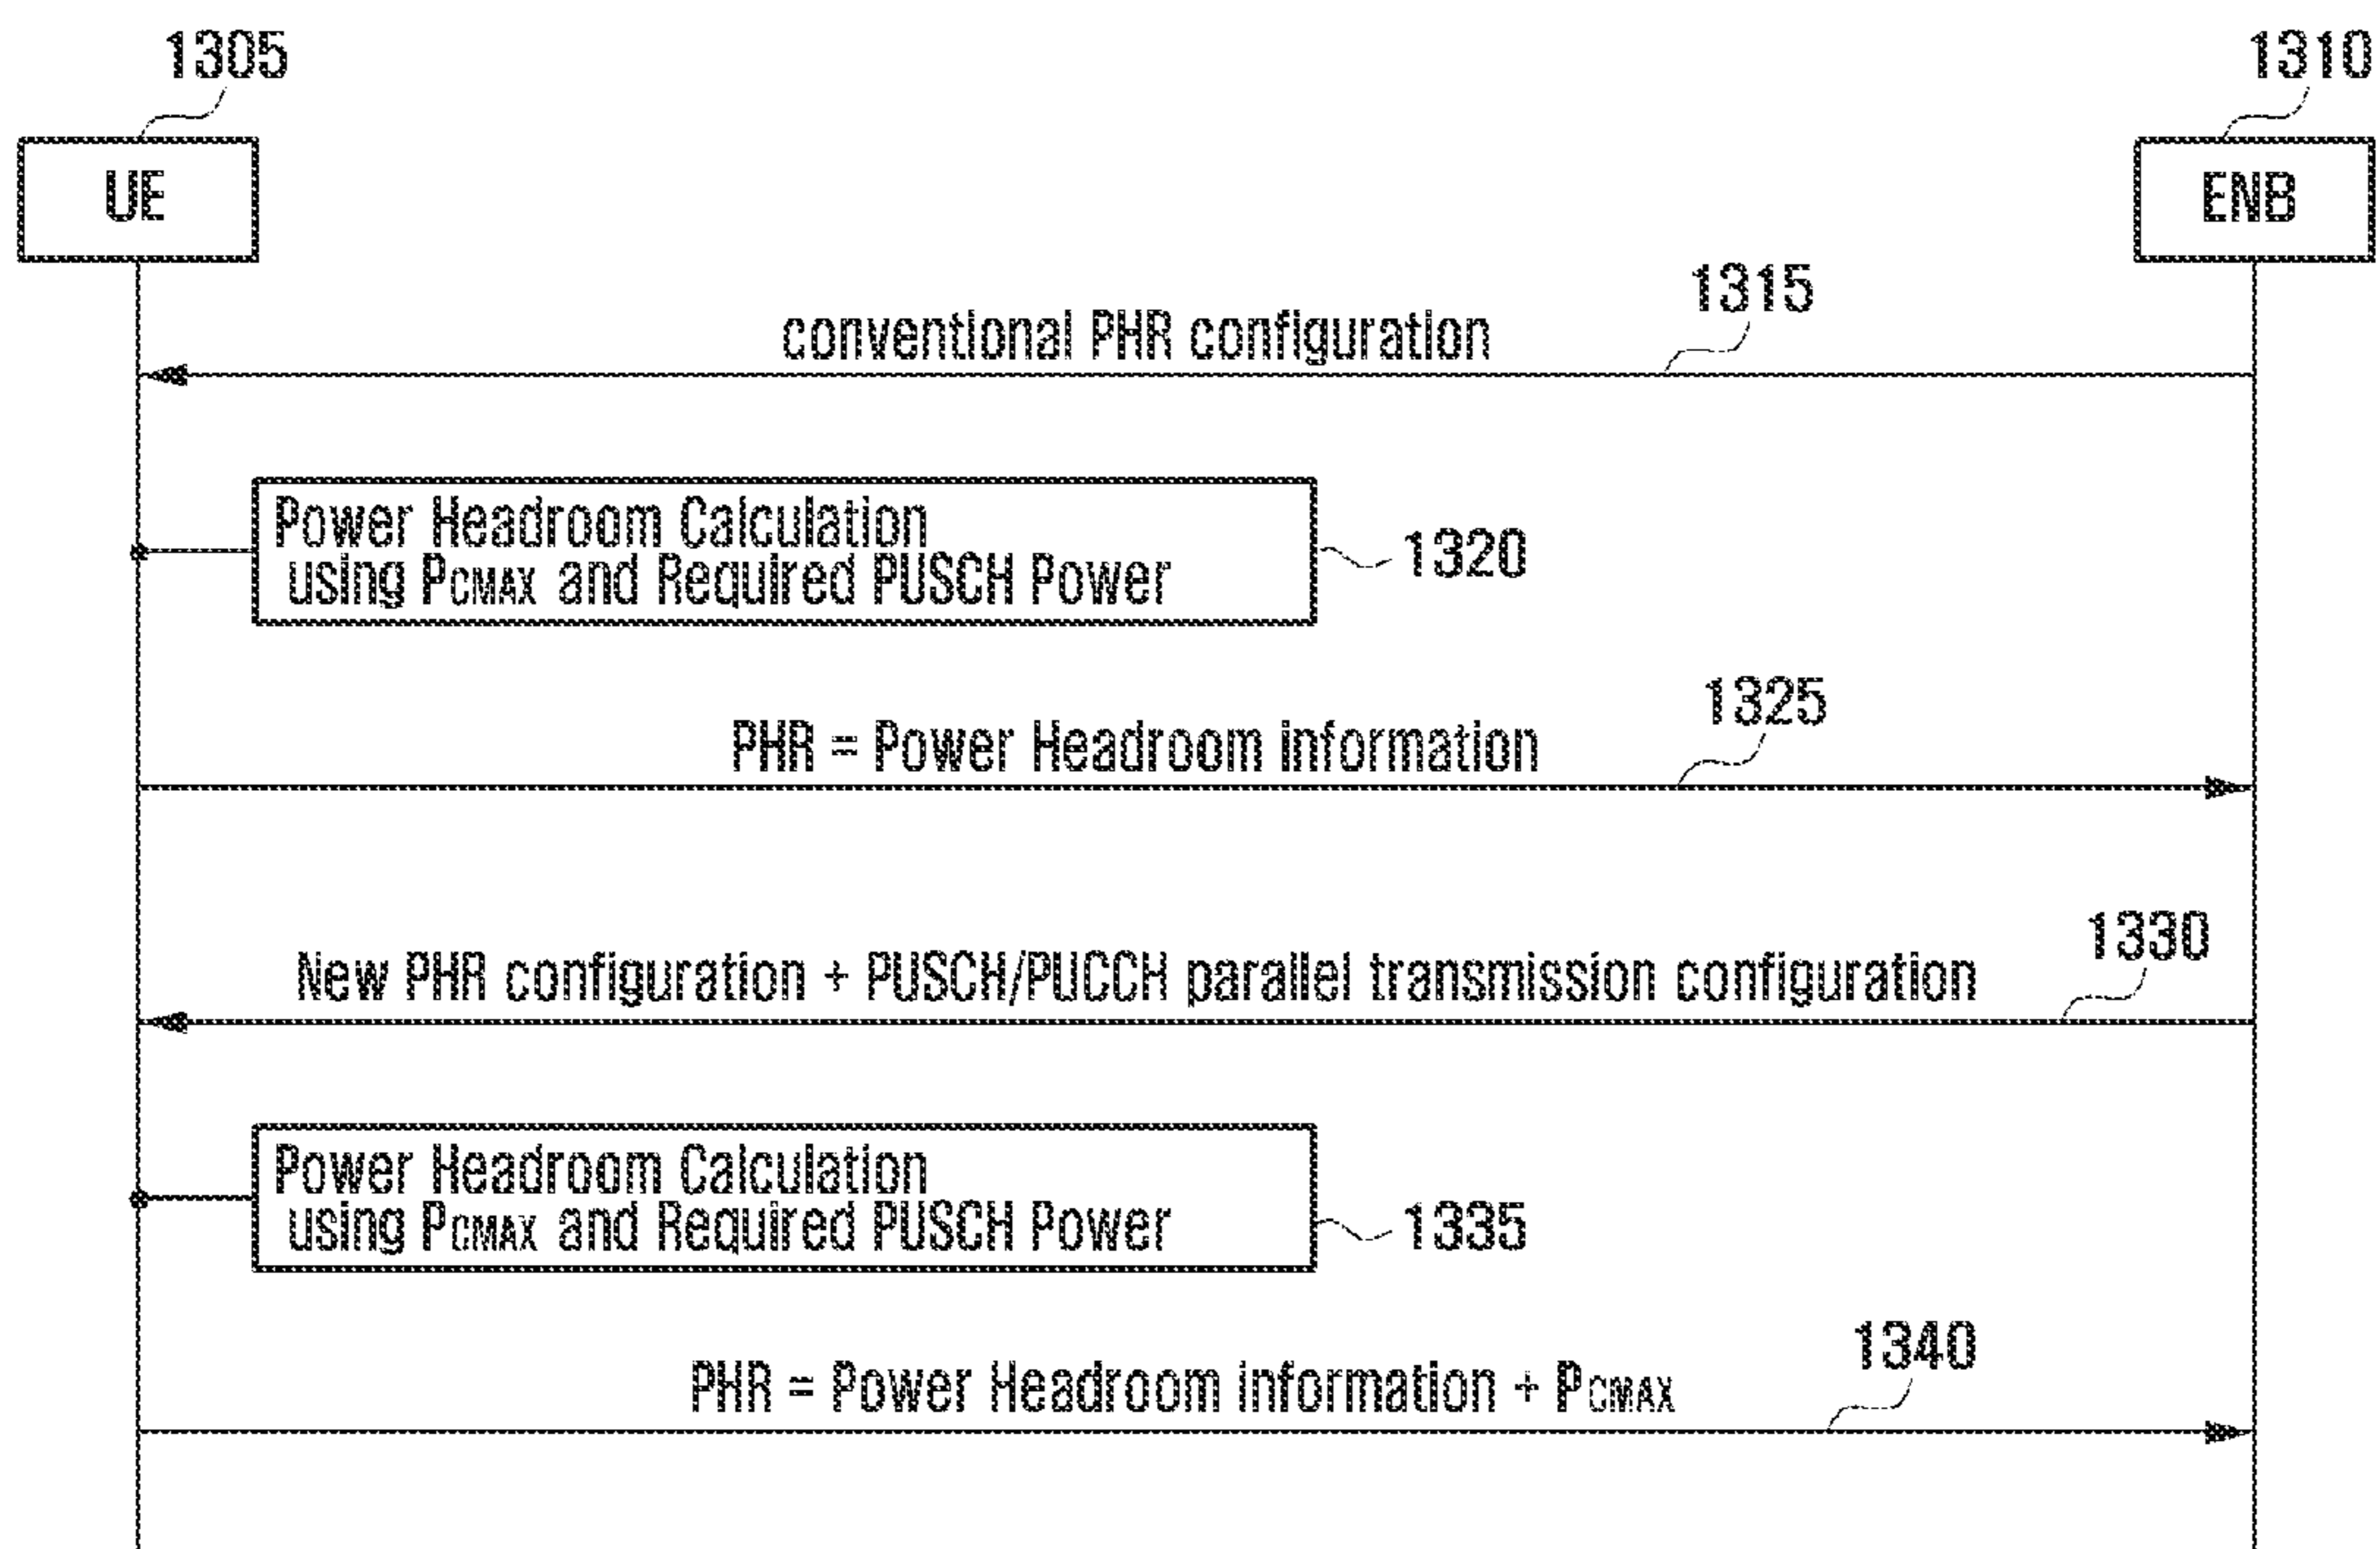 1305
1310
UE
ENB
1315
conventional PHR configuration
Power Headroom Calculation
using PCMAX and Required PUSCH Power
1320
1325
PHR = Power Headroom information
1330
New PHR configuration + PUSCH/PUCCH parallel transmission configuration
Power Headroom Calculation
using PCMAX and Required PUSCH Power
1335
1340
PHR = Power Headroom information + PCMAX